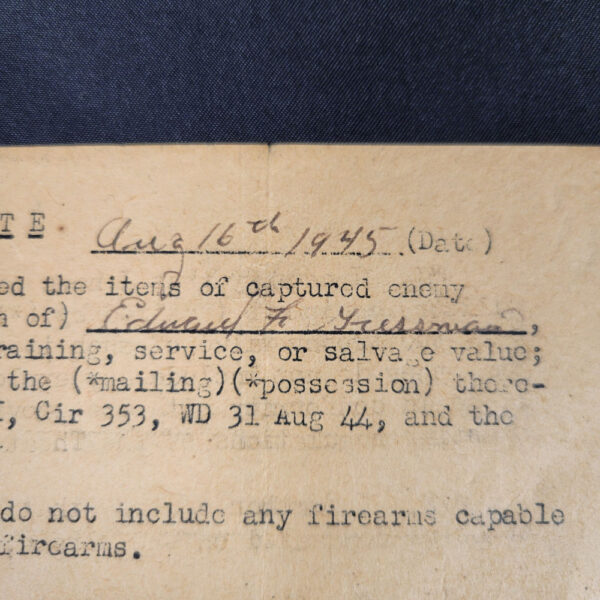 TE Aug 16th 1945 (Date)
ed the items of captured enemy
n of) Edward F. Fressman,
raining, service, or salvage value;
the (*mailing)(*possession) there-
, Cir 353, WD 31 Aug 44, and the
do not include any firearms capable
firearms.